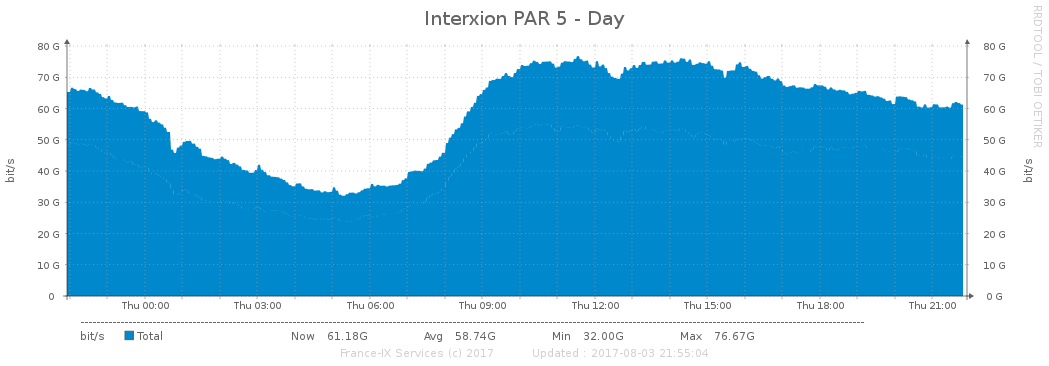 Interxion PAR 5 - Day
RRDTOOL / TOBI OETIKER
bit/s
80 G
70 G
60 G
50 G
40 G
30 G
20 G
10 G
0
80 G
70 G
60 G
50 G
40 G
30 G
20 G
10 G
0 G
bit/s
Thu 00:00 Thu 03:00 Thu 06:00 Thu 09:00 Thu 12:00 Thu 15:00 Thu 18:00 Thu 21:00
bit/s Total Now 61.18G Avg 58.74G Min 32.00G Max 76.67G
France-IX Services (c) 2017 Updated : 2017-08-03 21:55:04